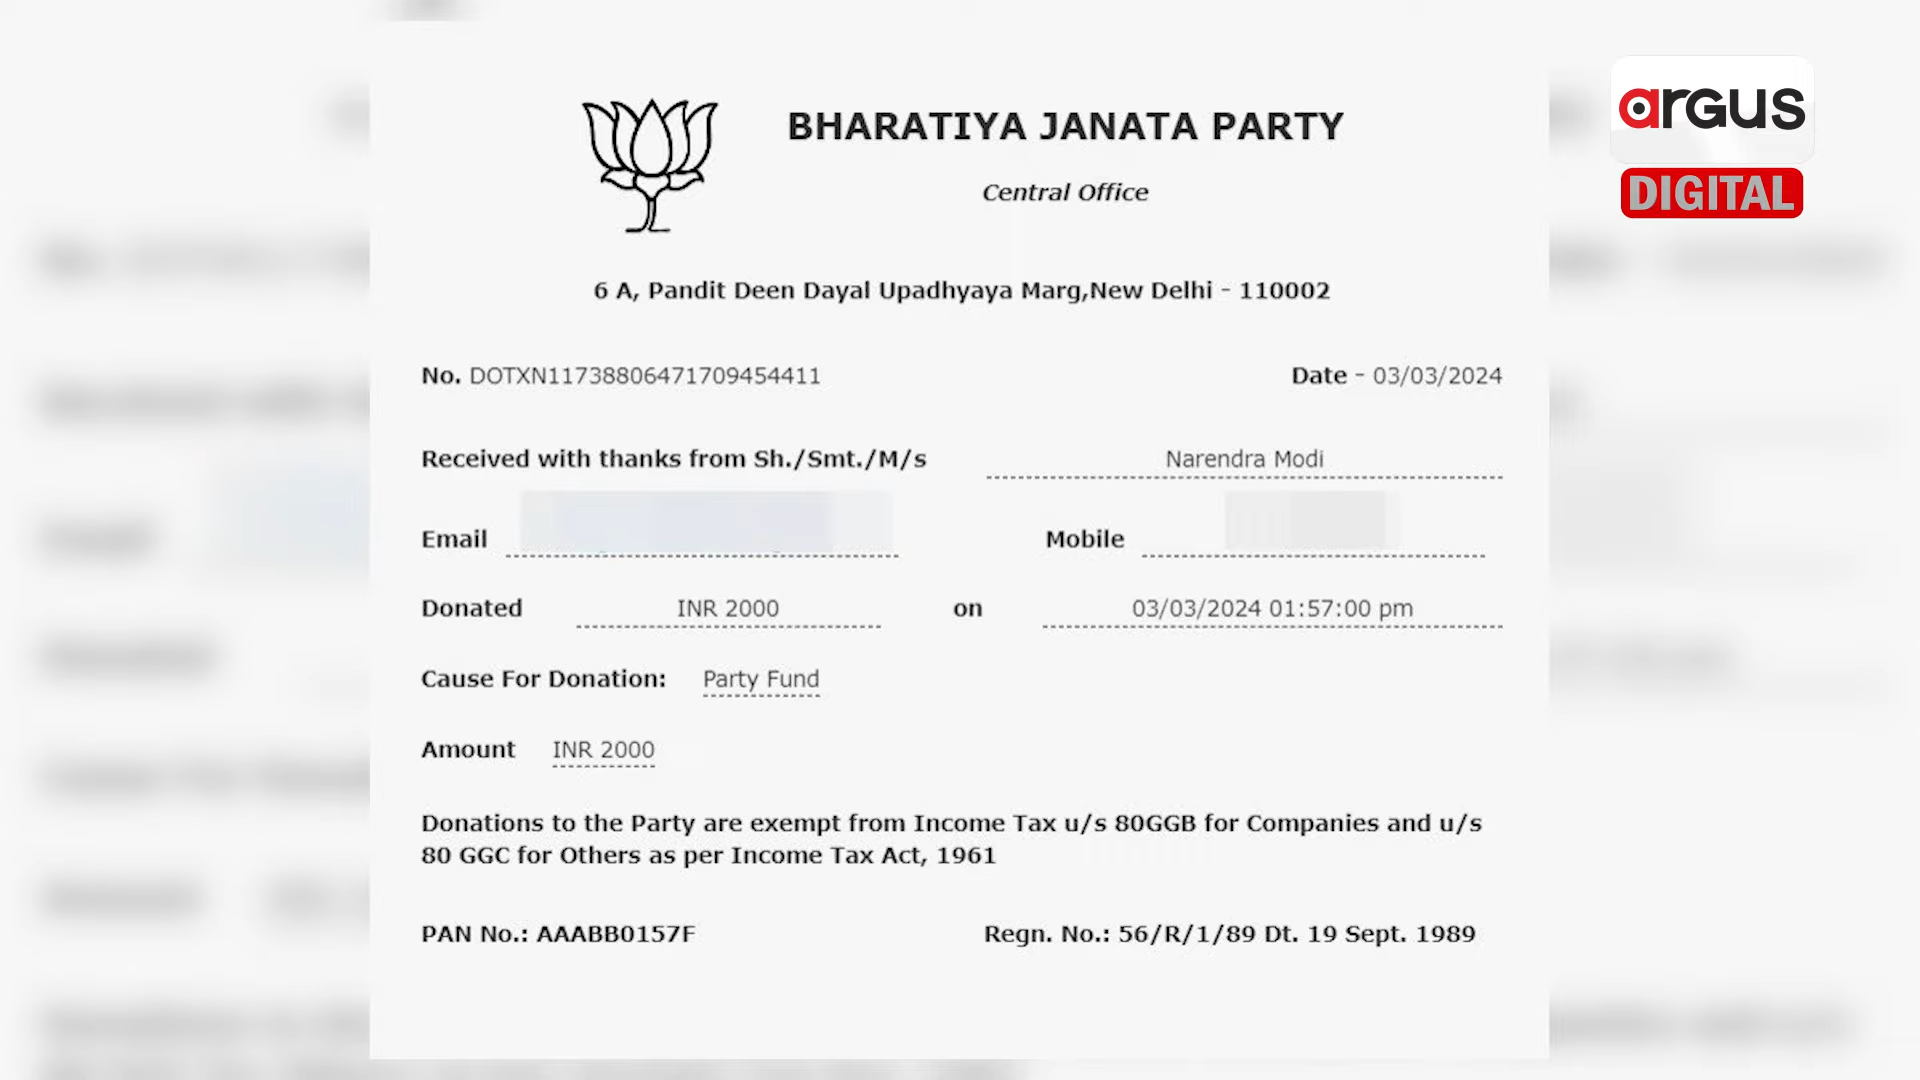 argus
DIGITAL
BHARATIYA JANATA PARTY
Central Office
6 A, Pandit Deen Dayal Upadhyaya Marg,New Delhi - 110002
No. DOTXN11738806471709454411 Date - 03/03/2024
Received with thanks from Sh./Smt./M/s Narendra Modi
Email Mobile
Donated INR 2000 on 03/03/2024 01:57:00 pm
Cause For Donation: Party Fund
Amount INR 2000
Donations to the Party are exempt from Income Tax u/s 80GGB for Companies and u/s
80 GGC for Others as per Income Tax Act, 1961
PAN No.: AAABB0157F Regn. No.: 56/R/1/89 Dt. 19 Sept. 1989